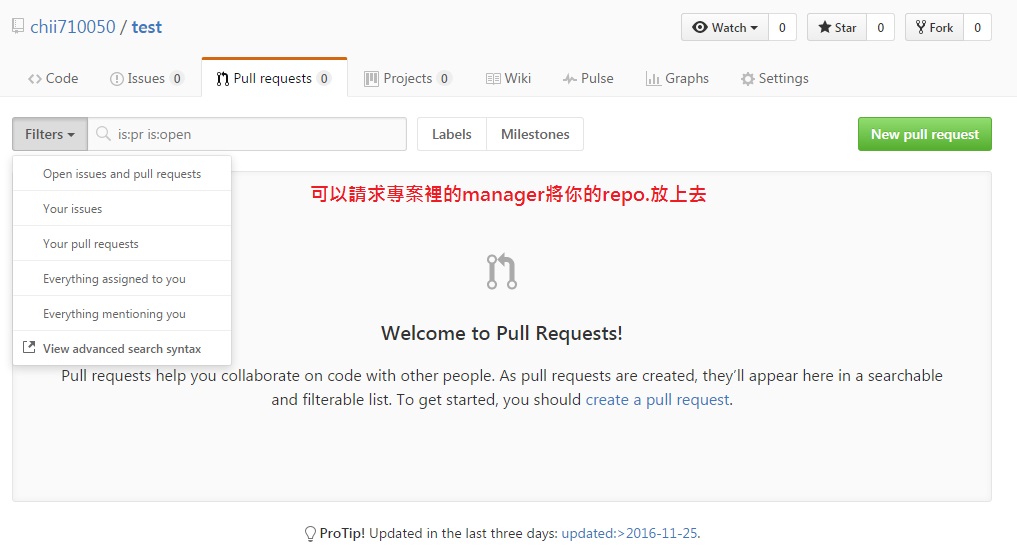 chii710050 / test
Watch 0 Star 0 Fork 0
Code Issues 0 Pull requests 0 Projects 0 Wiki Pulse Graphs Settings
Filters is:pr is:open Labels Milestones New pull request
Open issues and pull requests
Your issues
Your pull requests
Everything assigned to you
Everything mentioning you
View advanced search syntax
可以請求專案裡的manager將你的repo.放上去
Welcome to Pull Requests!
Pull requests help you collaborate on code with other people. As pull requests are created, they’ll appear here in a searchable
and filterable list. To get started, you should create a pull request.
ProTip! Updated in the last three days: updated:>2016-11-25.